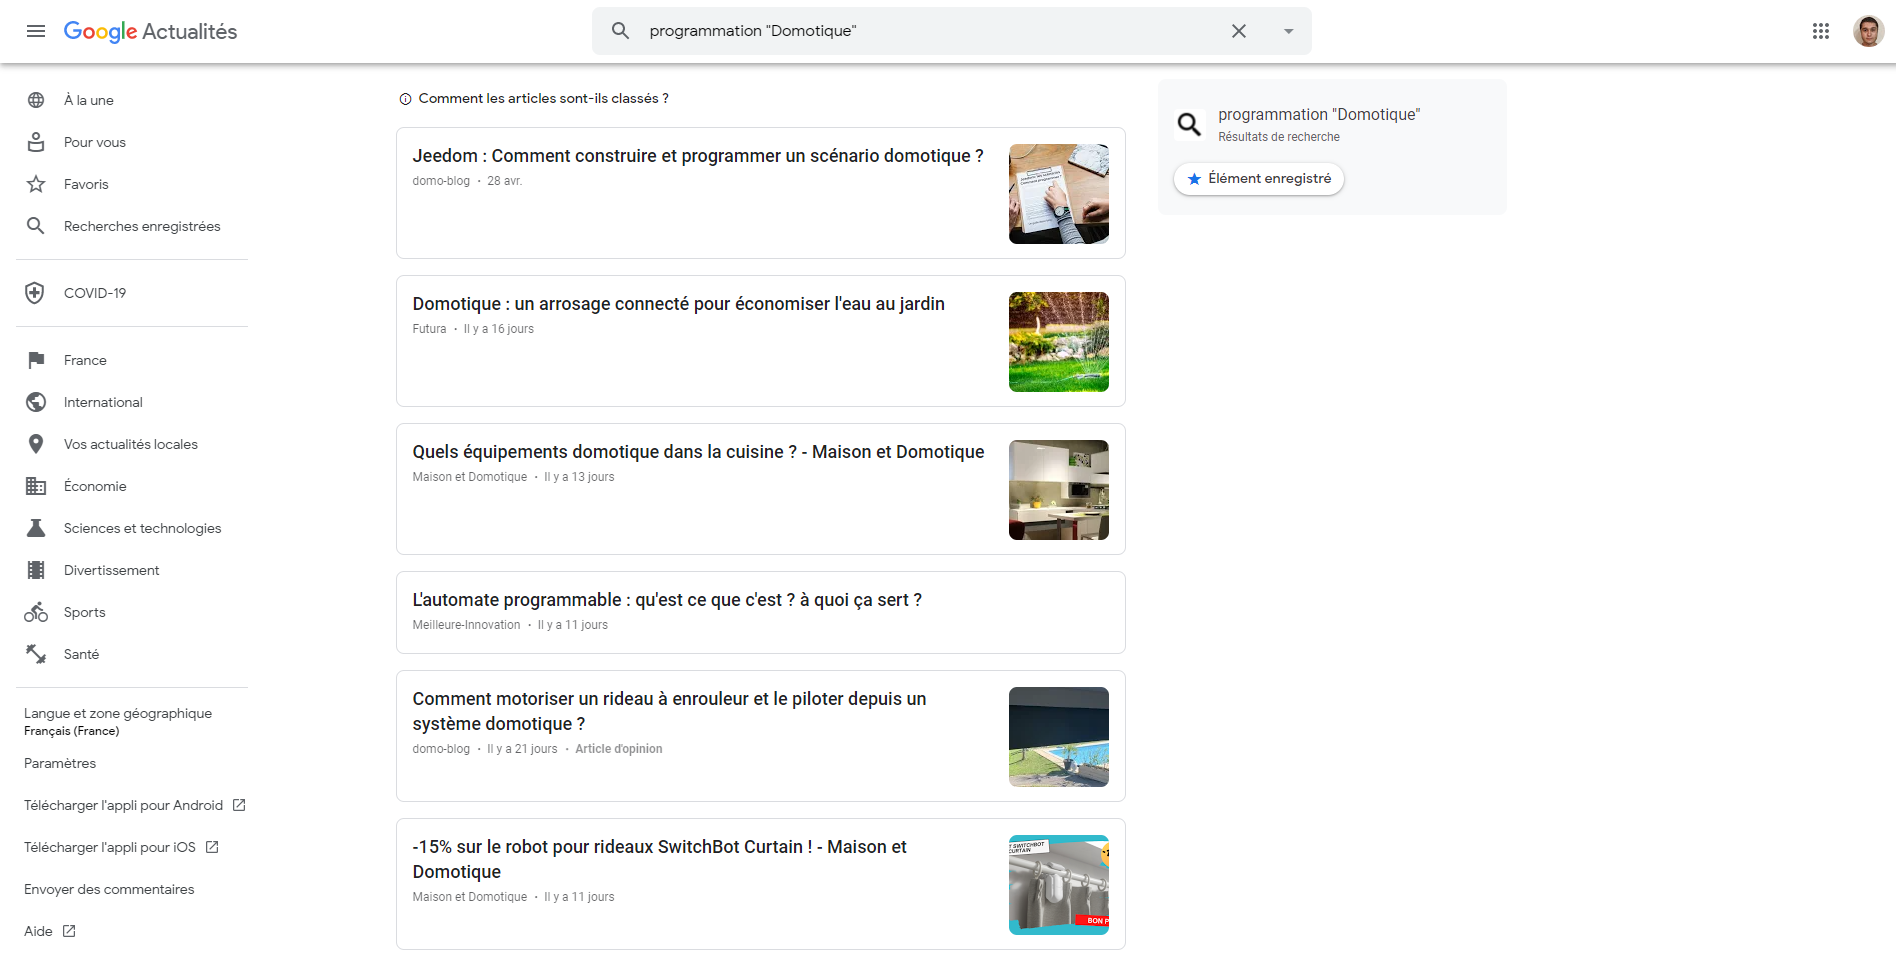 Google Actualités
programmation "Domotique"
À la une
Pour vous
Favoris
Recherches enregistrées
COVID-19
France
International
Vos actualités locales
Économie
Sciences et technologies
Divertissement
Sports
Santé
Langue et zone géographique
Français (France)
Paramètres
Télécharger l'appli pour Android
Télécharger l'appli pour iOS
Envoyer des commentaires
Aide
Comment les articles sont-ils classés ?
Jeedom : Comment construire et programmer un scénario domotique ?
domo-blog • 28 avr.
Domotique : un arrosage connecté pour économiser l'eau au jardin
Futura • Il y a 16 jours
Quels équipements domotique dans la cuisine ? - Maison et Domotique
Maison et Domotique • Il y a 13 jours
L'automate programmable : qu'est ce que c'est ? à quoi ça sert ?
Meilleure-Innovation • Il y a 11 jours
Comment motoriser un rideau à enrouleur et le piloter depuis un
système domotique ?
domo-blog • Il y a 21 jours • Article d'opinion
-15% sur le robot pour rideaux SwitchBot Curtain ! - Maison et
Domotique
Maison et Domotique • Il y a 11 jours
SWITCHBOT
CURTAIN
BON P
programmation "Domotique"
Résultats de recherche
Élément enregistré